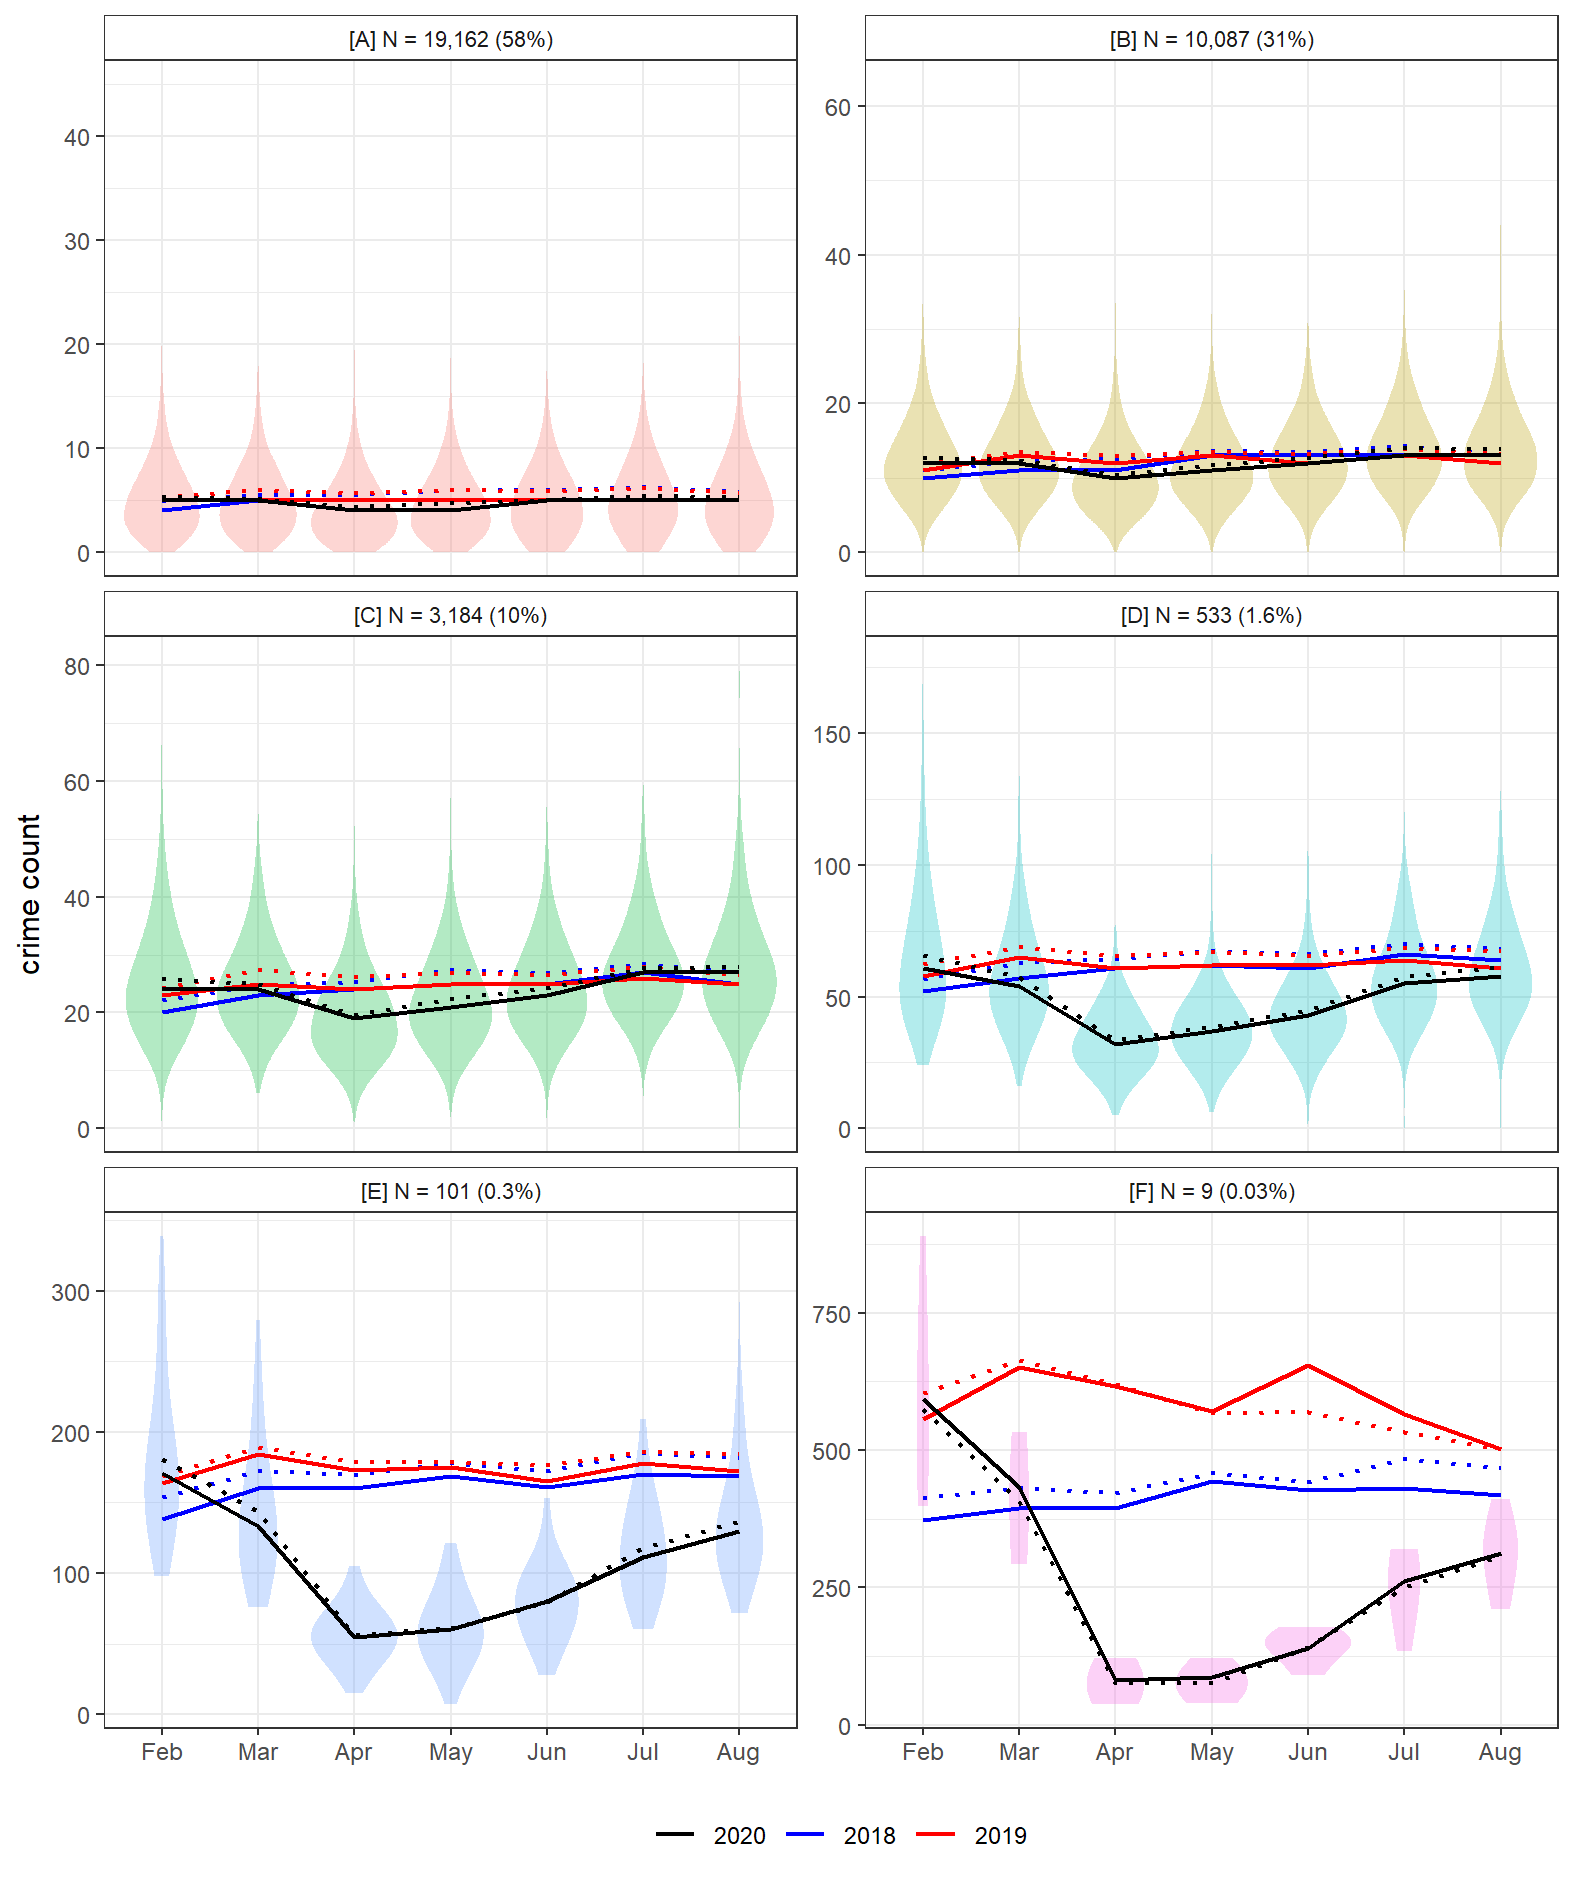 [A] N = 19,162 (58%)
[B] N = 10,087 (31%)
40
30
20
10
0
60
40
20
0
[C] N = 3,184 (10%)
[D] N = 533 (1.6%)
80
60
40
20
0
150
100
50
0
crime count
[E] N = 101 (0.3%)
[F] N = 9 (0.03%)
300
200
100
0
750
500
250
0
Feb Mar Apr May Jun Jul Aug
Feb Mar Apr May Jun Jul Aug
2020 2018 2019